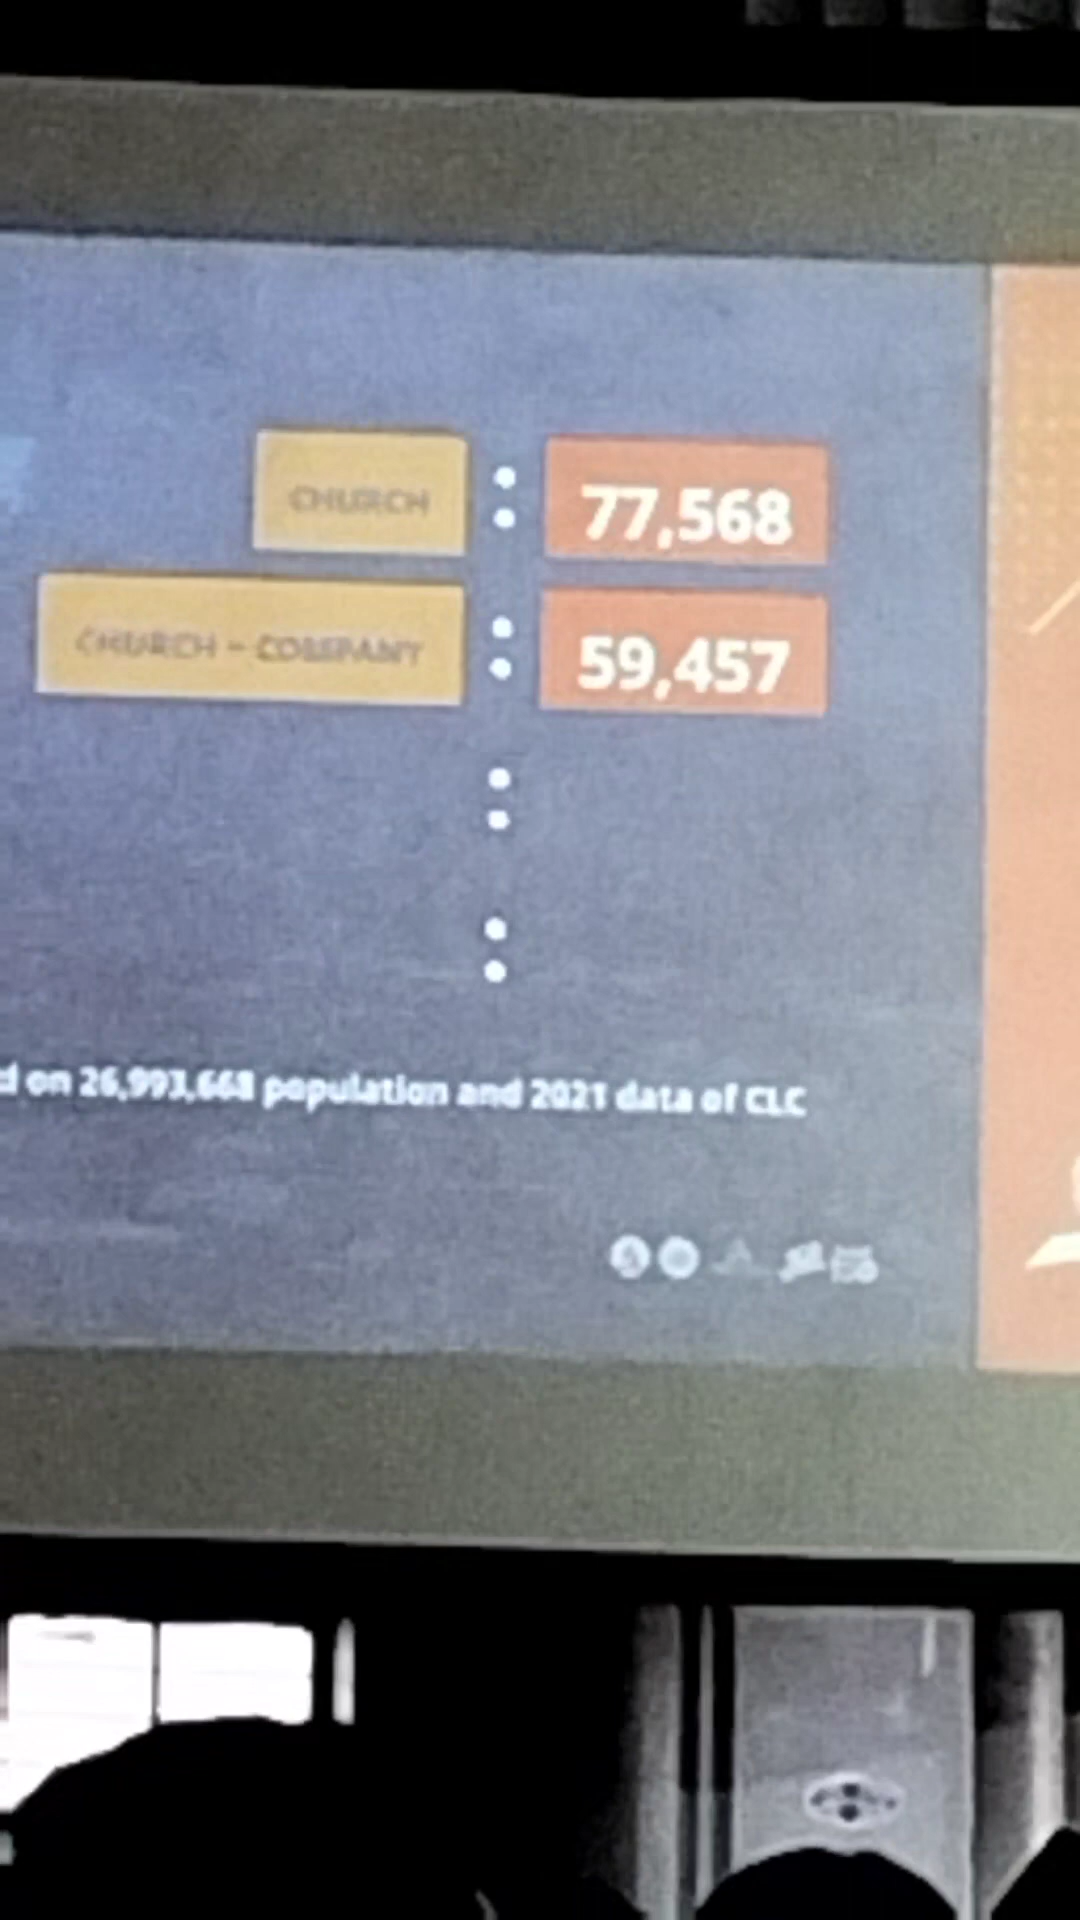 CHURCH : 77,568
CHURCH - COMPANY : 59,457
:
:
d on 26,993,668 population and 2021 data of CLC